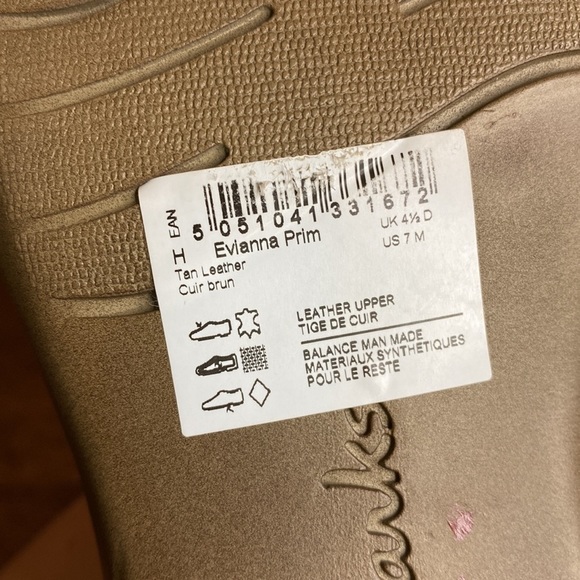 EAN
5 051041 331672
H
Evianna Prim
UK 4½ D
US 7 M
Tan Leather
Cuir brun
LEATHER UPPER
TIGE DE CUIR
BALANCE MAN MADE
MATERIAUX SYNTHETIQUES
POUR LE RESTE